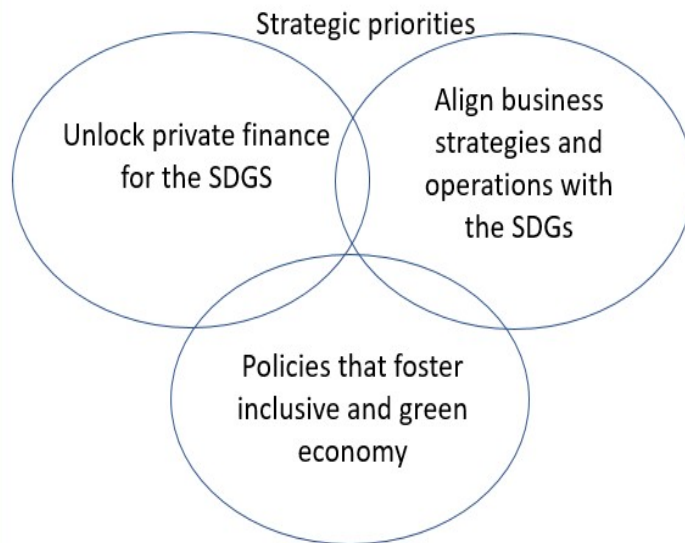 Strategic priorities
Unlock private finance
for the SDGS
Align business
strategies and
operations with
the SDGs
Policies that foster
inclusive and green
economy